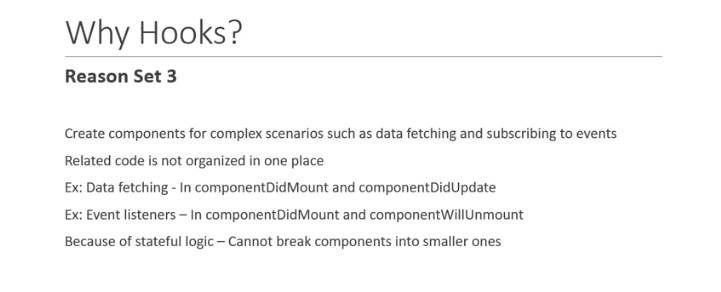 Why Hooks?
Reason Set 3
Create components for complex scenarios such as data fetching and subscribing to events
Related code is not organized in one place
Ex: Data fetching - In componentDidMount and componentDidUpdate
Ex: Event listeners – In componentDidMount and componentWillUnmount
Because of stateful logic – Cannot break components into smaller ones